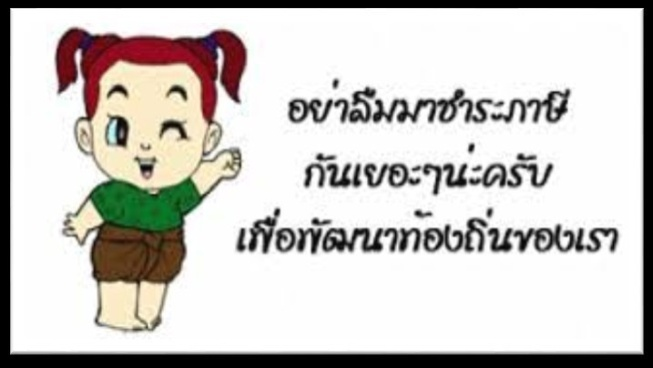 อย่าลืมมาชำระภาษี
กันเยอะๆน่ะครับ
เพื่อพัฒนาท้องถิ่นของเรา